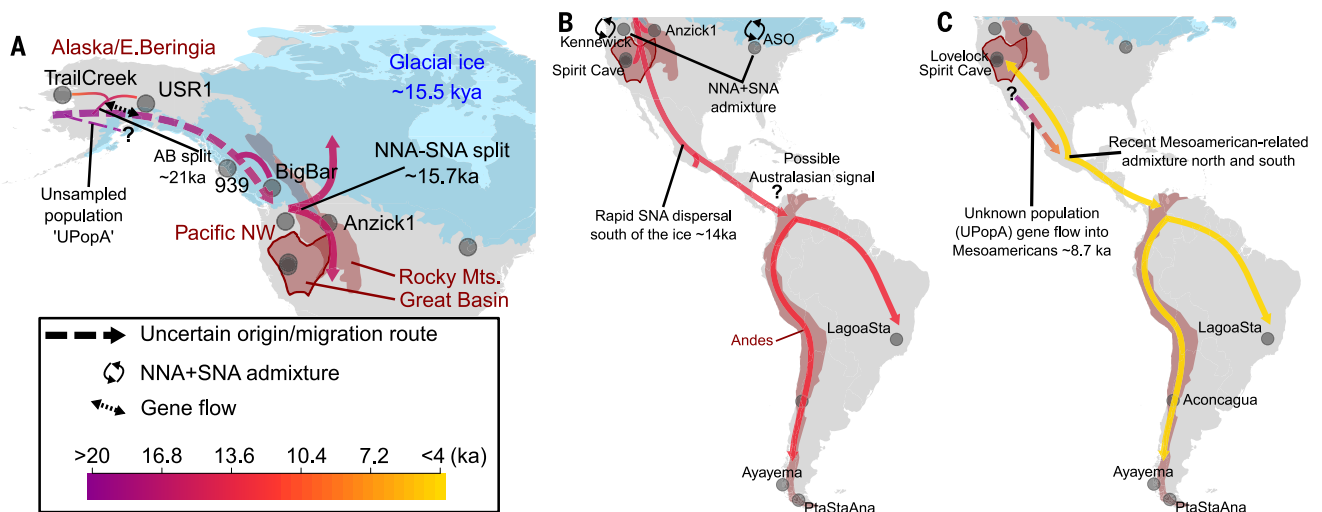 A
Alaska/E.Beringia
TrailCreek
USR1
Glacial ice
~15.5 kya
?
AB split
~21ka
939
BigBar
NNA-SNA split
~15.7ka
Unsampled
population
'UPopA'
Pacific NW
Anzick1
Rocky Mts.
Great Basin
Uncertain origin/migration route
NNA+SNA admixture
Gene flow
>20 16.8 13.6 10.4 7.2 <4 (ka)
B
Kennewick
Anzick1
ASO
Spirit Cave
NNA+SNA
admixture
Possible
Australasian signal
?
Rapid SNA dispersal
south of the ice ~14ka
LagoaSta
Andes
Ayayema
PtaStaAna
C
Lovelock
Spirit Cave
?
Recent Mesoamerican-related
admixture north and south
Unknown population
(UPopA) gene flow into
Mesoamericans ~8.7 ka
LagoaSta
Aconcagua
Ayayema
PtaStaAna